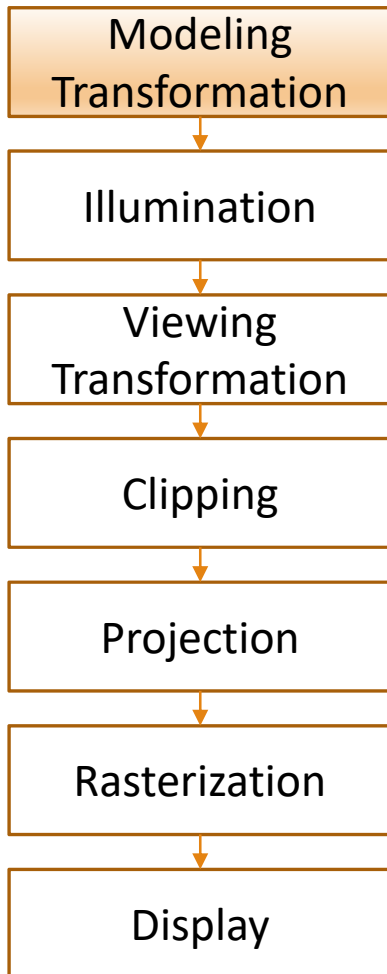 Modeling
Transformation
Illumination
Viewing
Transformation
Clipping
Projection
Rasterization
Display